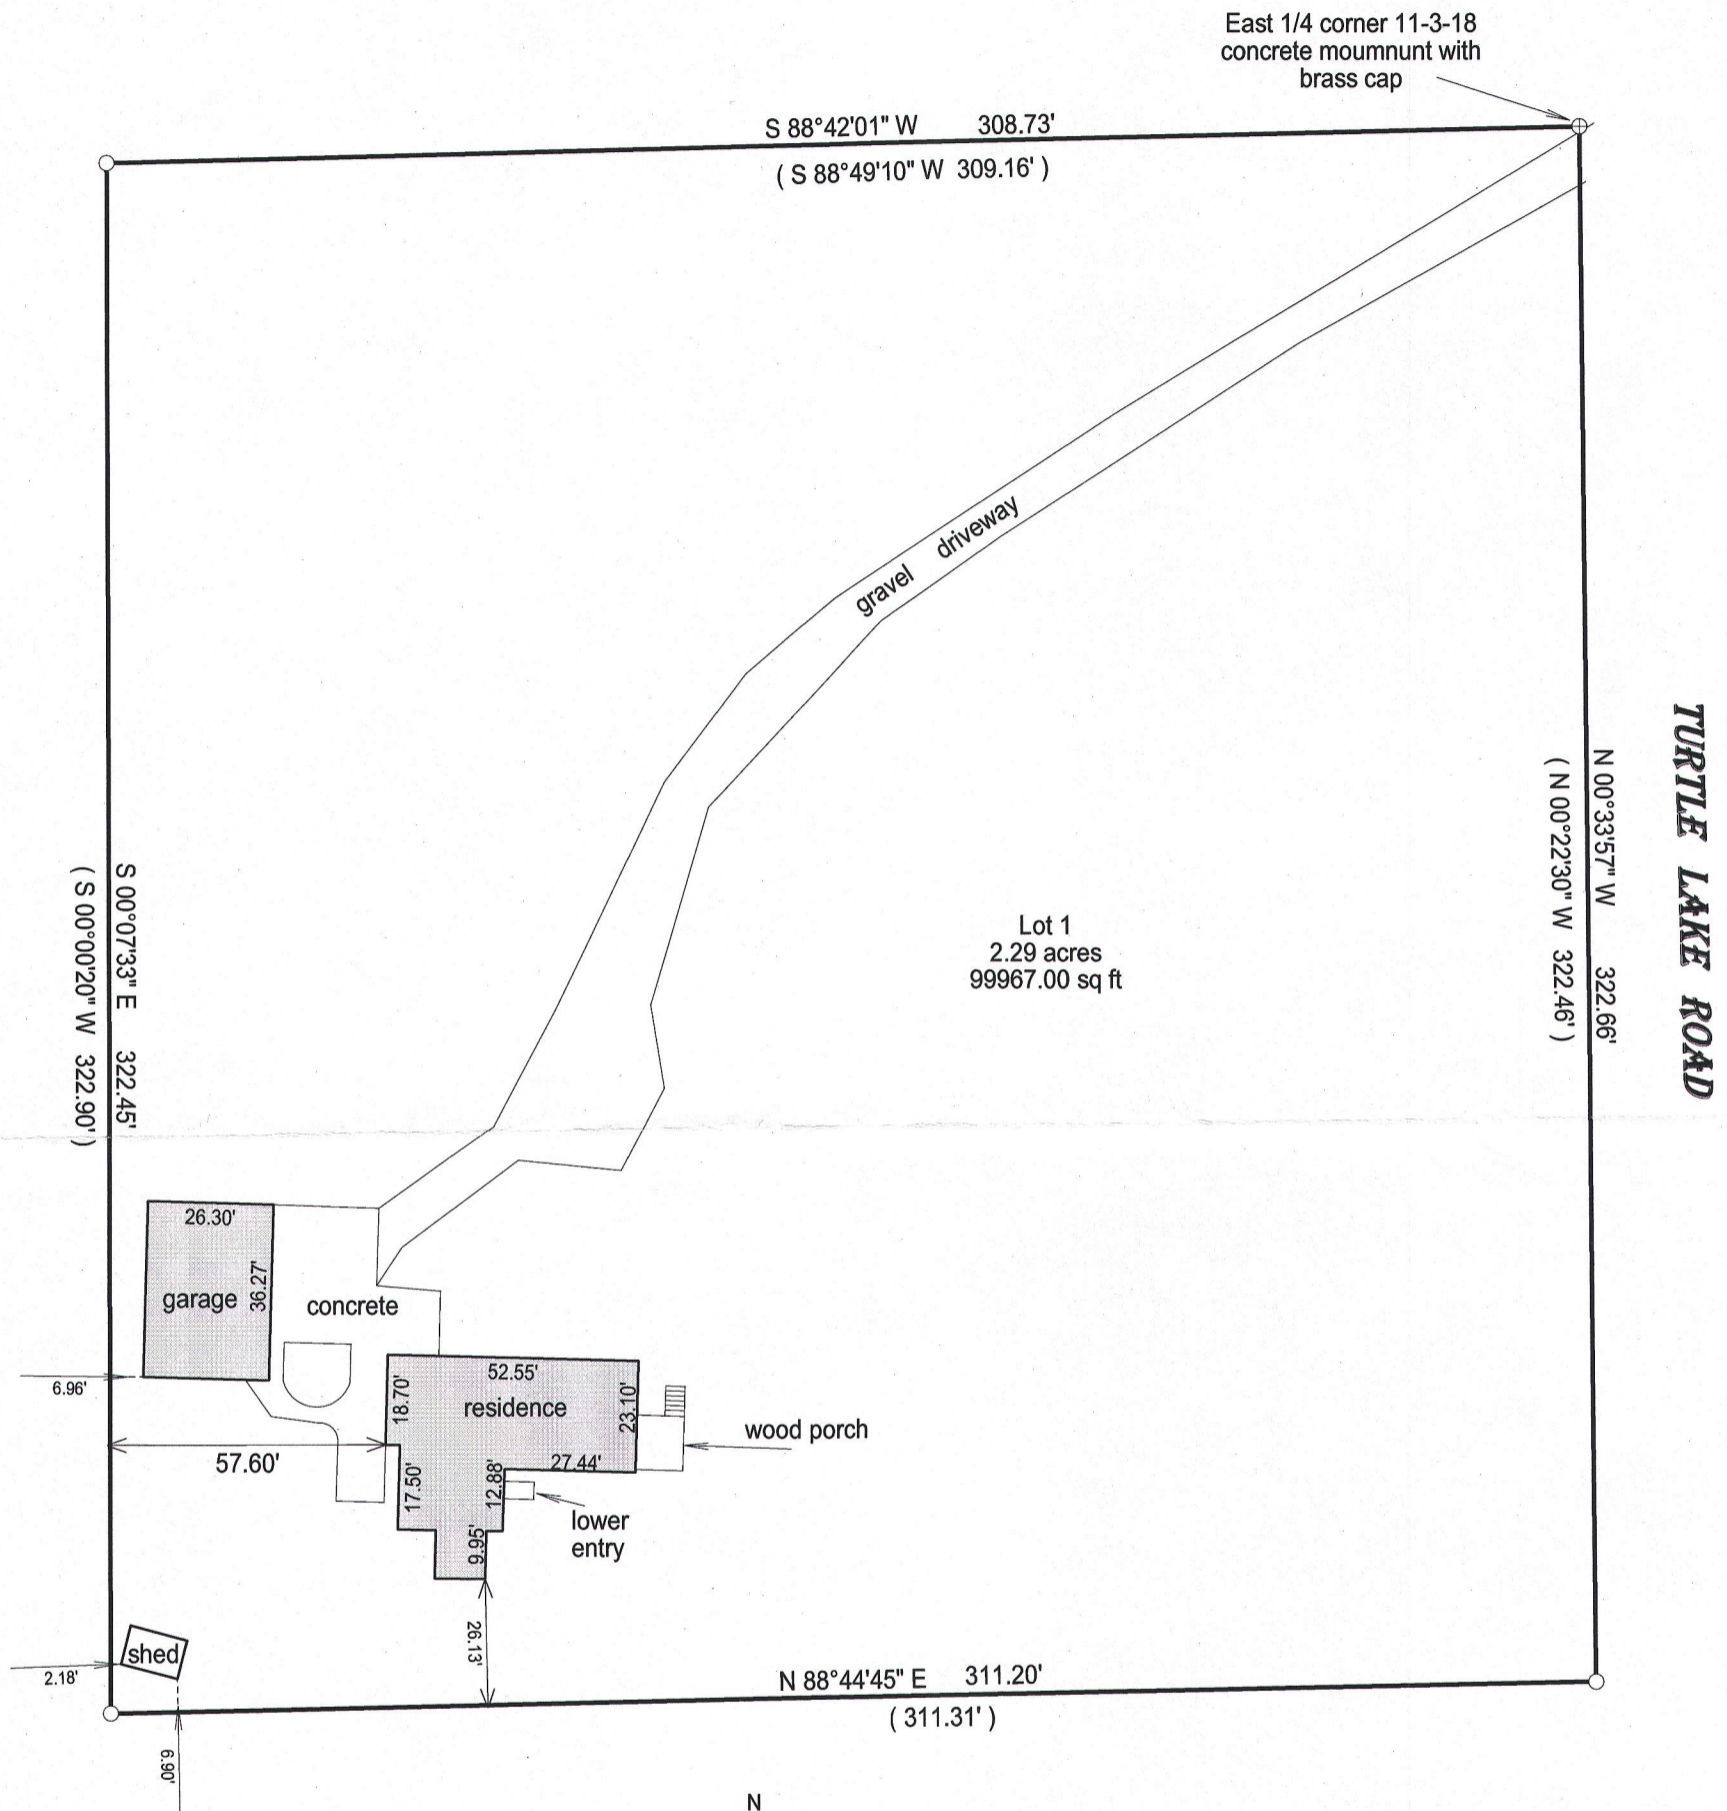 East 1/4 corner 11-3-18
concrete moumnunt with
brass cap
S 88°42'01" W 308.73'
( S 88°49'10" W 309.16' )
gravel driveway
TURTLE LAKE ROAD
N 00°33'57" W 322.66'
( N 00°22'30" W 322.46' )
S 00°07'33" E 322.45'
( S 00°00'20" W 322.90' )
Lot 1
2.29 acres
99967.00 sq ft
26.30'
36.27'
garage
concrete
6.96'
52.55'
18.70'
residence
23.10'
wood porch
57.60'
27.44'
17.50'
12.88'
lower
entry
9.95'
26.13'
shed
2.18'
N 88°44'45" E 311.20'
( 311.31' )
6.90'
N